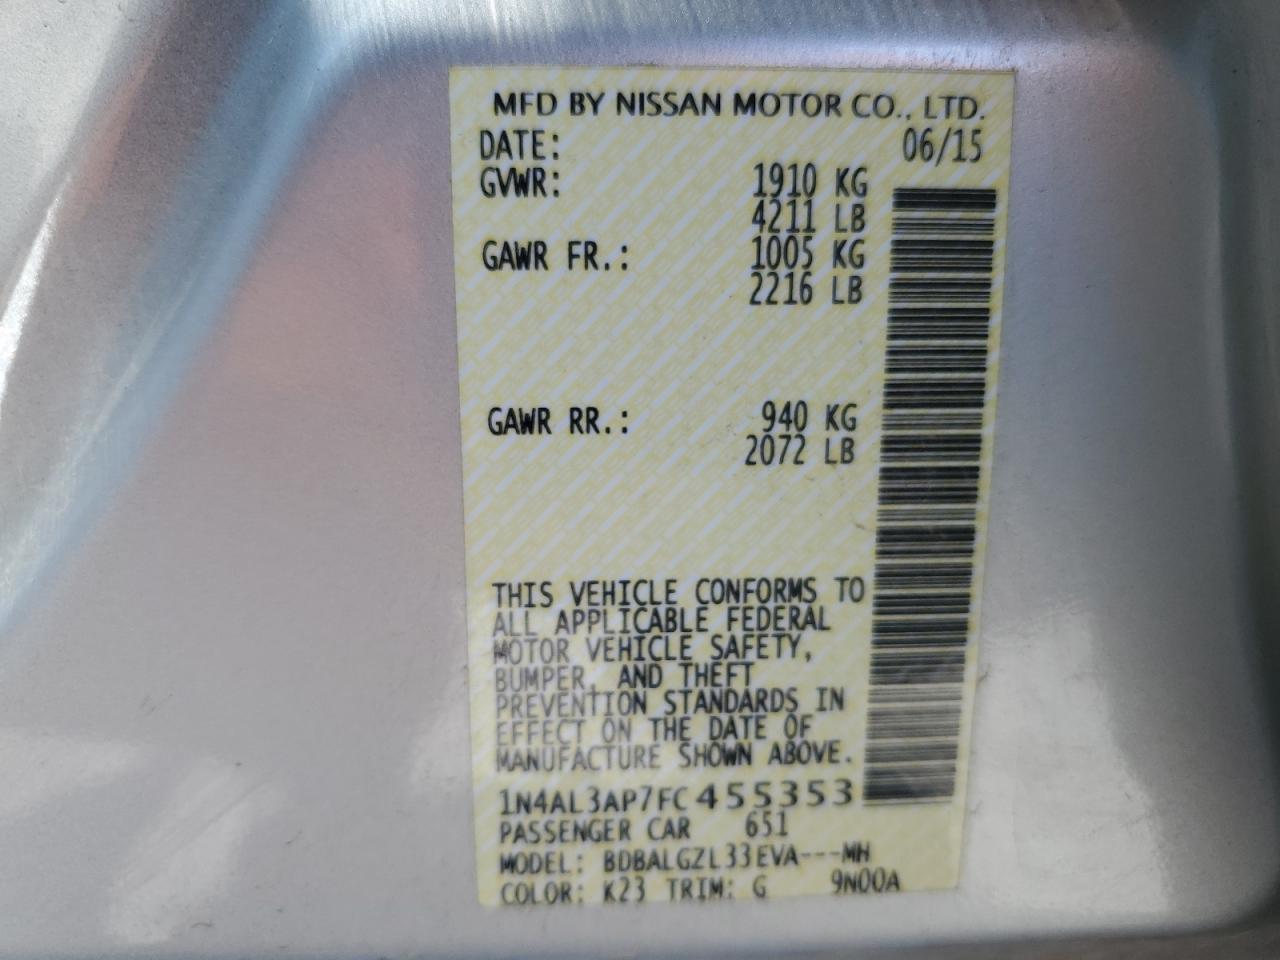 MFD BY NISSAN MOTOR CO., LTD.
DATE: 06/15
GVWR: 1910 KG
4211 LB
GAWR FR.: 1005 KG
2216 LB
GAWR RR.: 940 KG
2072 LB
THIS VEHICLE CONFORMS TO
ALL APPLICABLE FEDERAL
MOTOR VEHICLE SAFETY,
BUMPER, AND THEFT
PREVENTION STANDARDS IN
EFFECT ON THE DATE OF
MANUFACTURE SHOWN ABOVE.
1N4AL3AP7FC455353
PASSENGER CAR 651
MODEL: BDBALGZL33EVA---MH
COLOR: K23 TRIM: G 9N00A